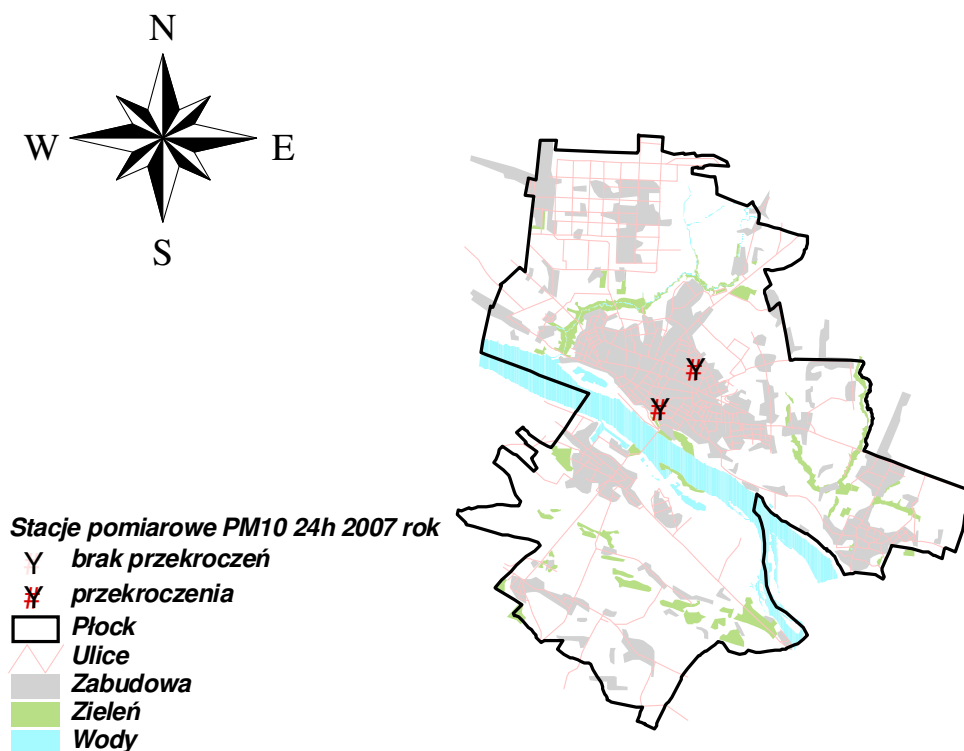 N
W E
S
Stacje pomiarowe PM10 24h 2007 rok
brak przekroczeń
przekroczenia
Płock
Ulice
Zabudowa
Zieleń
Wody